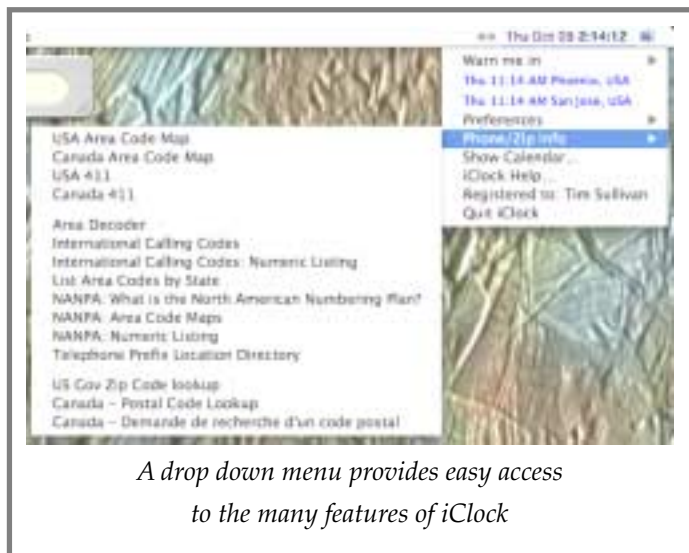 Thu Oct 09 2:14:12
Warn me in
Thu 11:14 AM Phoenix, USA
Thu 11:14 AM San Jose, USA
Preferences
Phone/Zip Info
Show Calendar...
iClock Help...
Registered to: Tim Sullivan
Quit iClock
USA Area Code Map
Canada Area Code Map
USA 411
Canada 411
Area Decoder
International Calling Codes
International Calling Codes: Numeric Listing
List Area Codes by State
NANPA: What is the North American Numbering Plan?
NANPA: Area Code Maps
NANPA: Numeric Listing
Telephone Prefix Location Directory
US Gov Zip Code lookup
Canada – Postal Code Lookup
Canada – Demande de recherche d'un code postal
A drop down menu provides easy access
to the many features of iClock